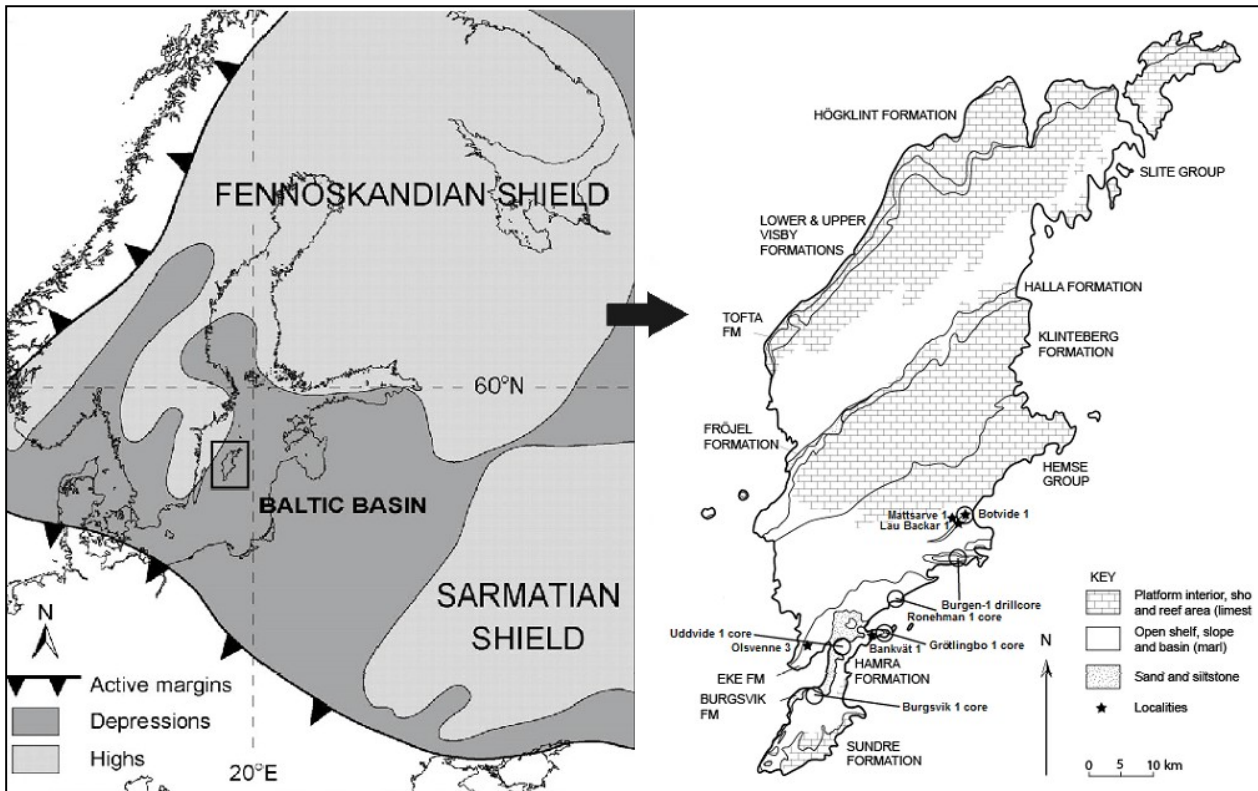 FENNOSKANDIAN SHIELD
60°N
BALTIC BASIN
SARMATIAN
SHIELD
N
Active margins
Depressions
Highs
20°E
HÖGKLINT FORMATION
SLITE GROUP
LOWER & UPPER
VISBY
FORMATIONS
HALLA FORMATION
TOFTA
FM
KLINTEBERG
FORMATION
FRÖJEL
FORMATION
HEMSE
GROUP
Mattsarve 1
Botvide 1
Lau Backar 1
Burgen-1 drillcore
Ronehman 1 core
Uddvide 1 core
Olsvenne 3
Bankvät 1
Grötlingbo 1 core
HAMRA
FORMATION
EKE FM
BURGSVIK
FM
Burgsvik 1 core
SUNDRE
FORMATION
KEY
Platform interior, sho
and reef area (limest
Open shelf, slope
and basin (marl)
Sand and siltstone
Localities
N
0 5 10 km